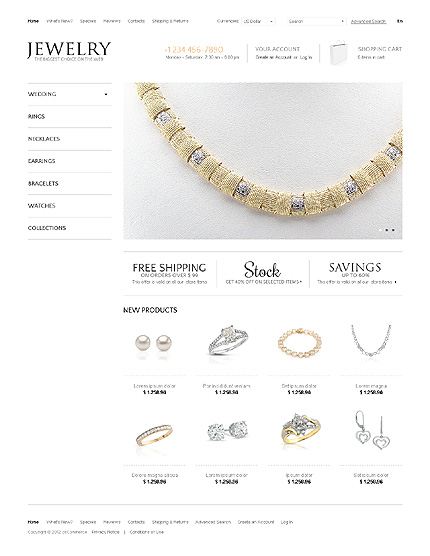 Home What's New? Specials Reviews Contacts Shipping & Returns Currencies: US Dollar Search Advanced Search En
JEWELRY
THE BIGGEST CHOICE ON THE WEB
+1 234 456-7890
Monday – Saturday: 7:30 am – 6:00 pm
YOUR ACCOUNT
Create an Account or Log In
SHOPPING CART
0 items in cart
WEDDING
RINGS
NECKLACES
EARRINGS
BRACELETS
WATCHES
COLLECTIONS
FREE SHIPPING
ON ORDERS OVER $ 99
This offer is valid on all our store items
Stock
GET 40% OFF ON SELECTED ITEMS
SAVINGS
UP TO 60%
This offer is valid on all our store items
NEW PRODUCTS
Lorem ipsum dolor
$ 1.250.96
$ 1.250.96
Sed ipsum dolor
$ 1.250.96
Lorem magna
$ 1.250.96
Dolore magna aliqua
$ 1.250.96
Lorem ipsum dolor
$ 1.250.96
Ipsum dolor
$ 1.250.96
Sed ipsum dolor
$ 1.250.96
Home What's New? Specials Reviews Contacts Shipping & Returns Advanced Search Create an Account Log In
Copyright © 2012 osCommerce Privacy Notice | Conditions of Use